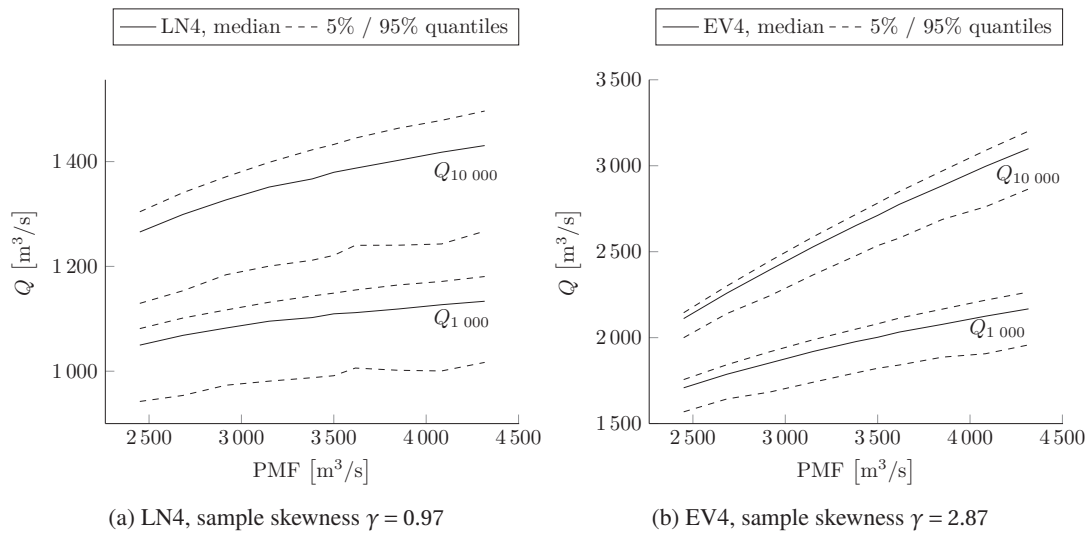 LN4, median 5% / 95% quantiles
1 400
1 200
1 000
Q [m³/s]
Q10 000
Q1 000
2 500 3 000 3 500 4 000 4 500
PMF [m³/s]
(a) LN4, sample skewness γ = 0.97
EV4, median 5% / 95% quantiles
3 500
3 000
2 500
2 000
1 500
Q [m³/s]
Q10 000
Q1 000
2 500 3 000 3 500 4 000 4 500
PMF [m³/s]
(b) EV4, sample skewness γ = 2.87